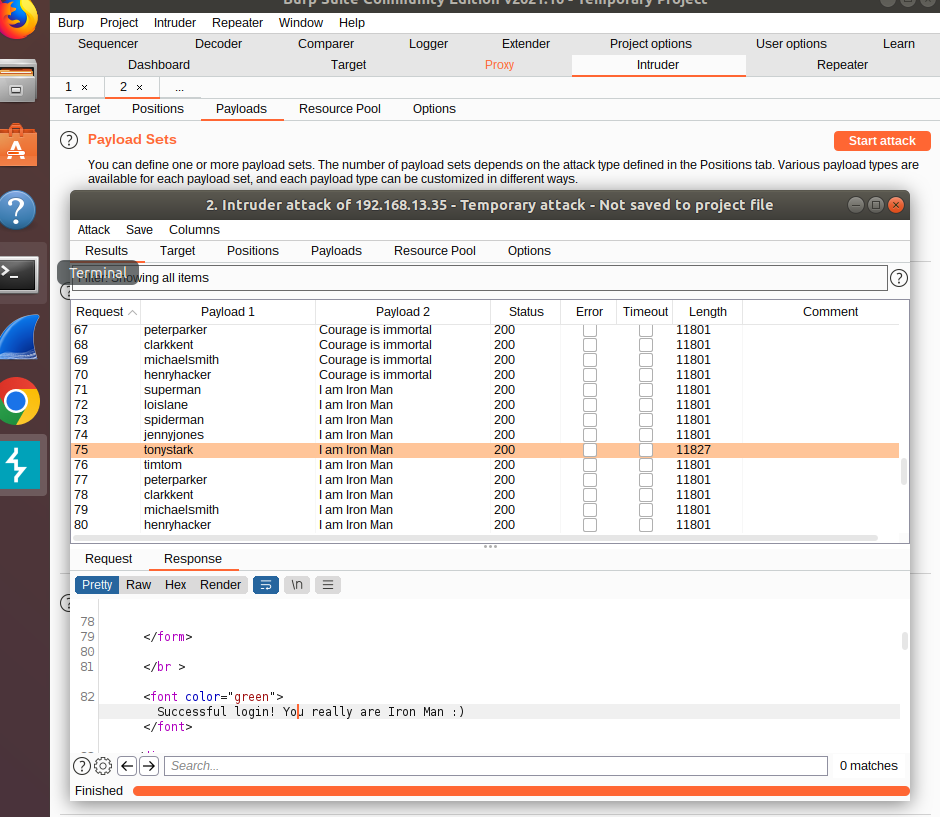 Burp Suite Community Edition v2021.10 - Temporary Project
Burp Project Intruder Repeater Window Help
Sequencer Decoder Comparer Logger Extender Project options User options Learn
Dashboard Target Proxy Intruder Repeater
1 × 2 × ...
Target Positions Payloads Resource Pool Options
? Payload Sets Start attack
You can define one or more payload sets. The number of payload sets depends on the attack type defined in the Positions tab. Various payload types are
available for each payload set, and each payload type can be customized in different ways.
2. Intruder attack of 192.168.13.35 - Temporary attack - Not saved to project file
Attack Save Columns
Results Target Positions Payloads Resource Pool Options
Terminal
Filter: Showing all items ?
Request Payload 1 Payload 2 Status Error Timeout Length Comment
67 peterparker Courage is immortal 200 11801
68 clarkkent Courage is immortal 200 11801
69 michaelsmith Courage is immortal 200 11801
70 henryhacker Courage is immortal 200 11801
71 superman I am Iron Man 200 11801
72 loislane I am Iron Man 200 11801
73 spiderman I am Iron Man 200 11801
74 jennyjones I am Iron Man 200 11801
75 tonystark I am Iron Man 200 11827
76 timtom I am Iron Man 200 11801
77 peterparker I am Iron Man 200 11801
78 clarkkent I am Iron Man 200 11801
79 michaelsmith I am Iron Man 200 11801
80 henryhacker I am Iron Man 200 11801
Request Response
Pretty Raw Hex Render \n
78
79 </form>
80
81 </br >
82 <font color="green">
Successful login! You really are Iron Man :)
</font>
? Search... 0 matches
Finished